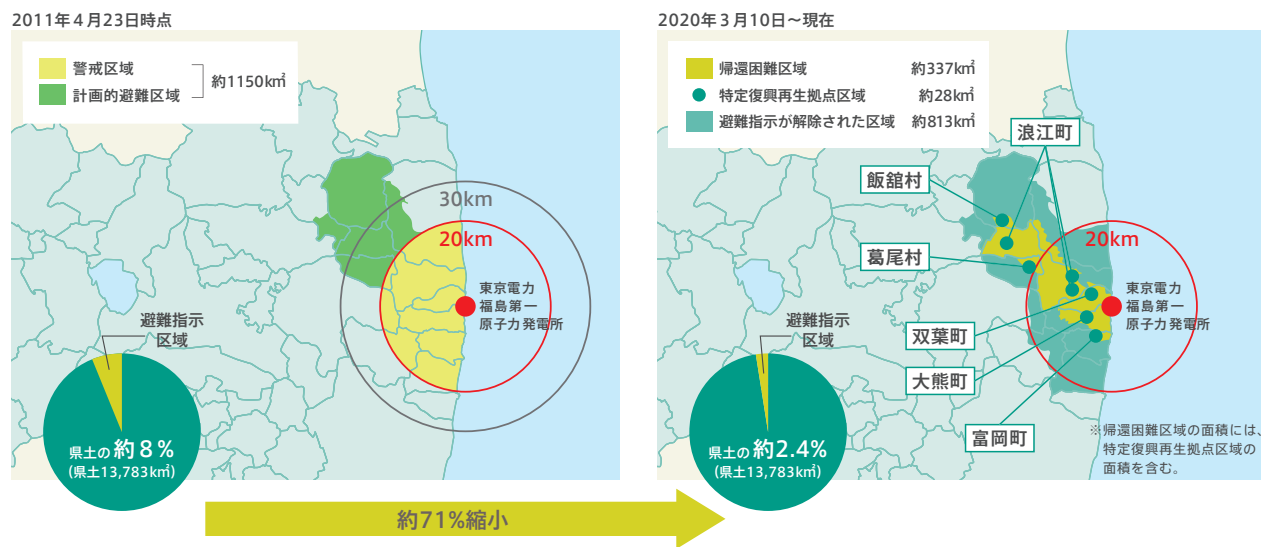 2011年4月23日時点
警戒区域
計画的避難区域
約1150k㎡
30km
20km
東京電力
福島第一
原子力発電所
避難指示
区域
県土の約8%
(県土13,783k㎡)
2020年3月10日～現在
帰還困難区域 約337k㎡
特定復興再生拠点区域 約28k㎡
避難指示が解除された区域 約813k㎡
浪江町
飯舘村
葛尾村
20km
東京電力
福島第一
原子力発電所
双葉町
大熊町
富岡町
避難指示
区域
県土の約2.4%
(県土13,783k㎡)
※帰還困難区域の面積には、
特定復興再生拠点区域の
面積を含む。
約71%縮小